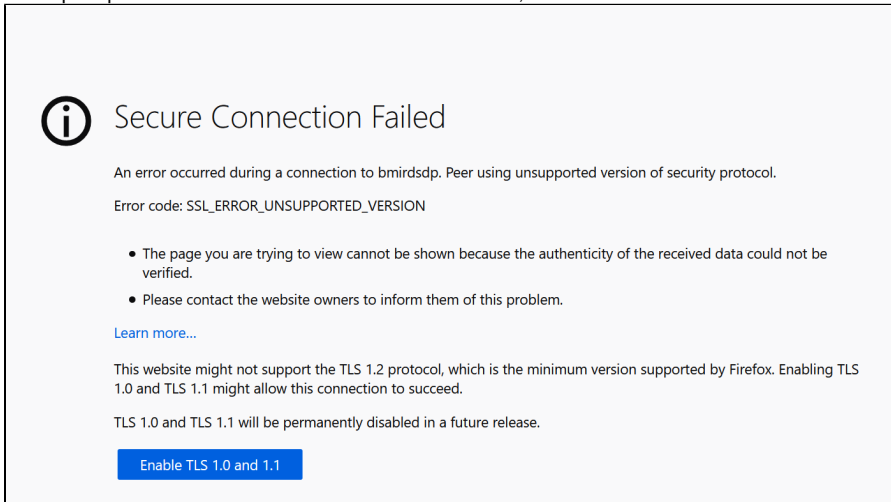 Secure Connection Failed
An error occurred during a connection to bmirdsdp. Peer using unsupported version of security protocol.
Error code: SSL_ERROR_UNSUPPORTED_VERSION
• The page you are trying to view cannot be shown because the authenticity of the received data could not be
verified.
• Please contact the website owners to inform them of this problem.
Learn more...
This website might not support the TLS 1.2 protocol, which is the minimum version supported by Firefox. Enabling TLS
1.0 and TLS 1.1 might allow this connection to succeed.
TLS 1.0 and TLS 1.1 will be permanently disabled in a future release.
Enable TLS 1.0 and 1.1